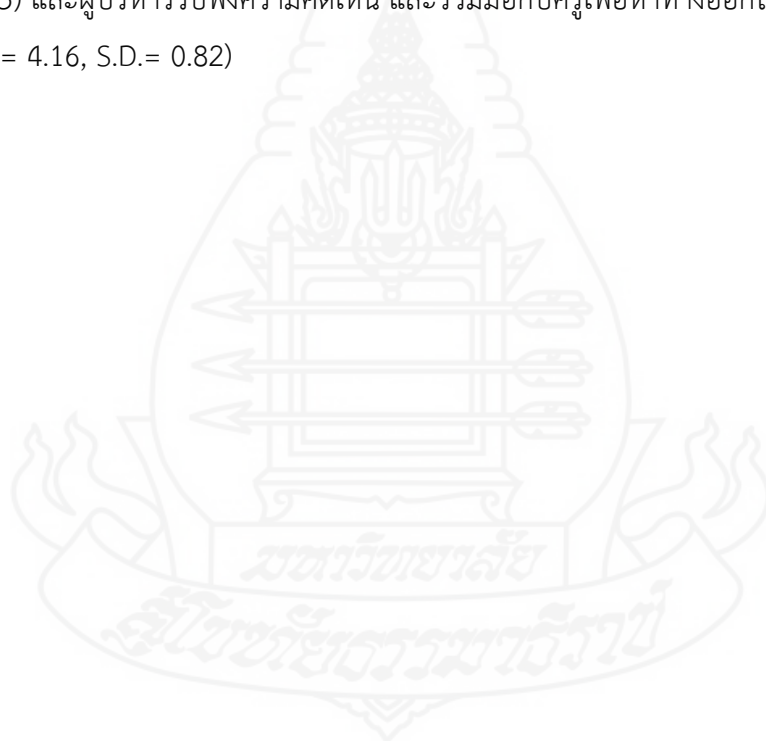 และผู้บริหารรับฟังความคิดเห็น และร่วมมือกับครูเพื่อหาทางออก
= 4.16, S.D.= 0.82)
มหาวิทยาลัย
สุโขทัยธรรมาธิราช